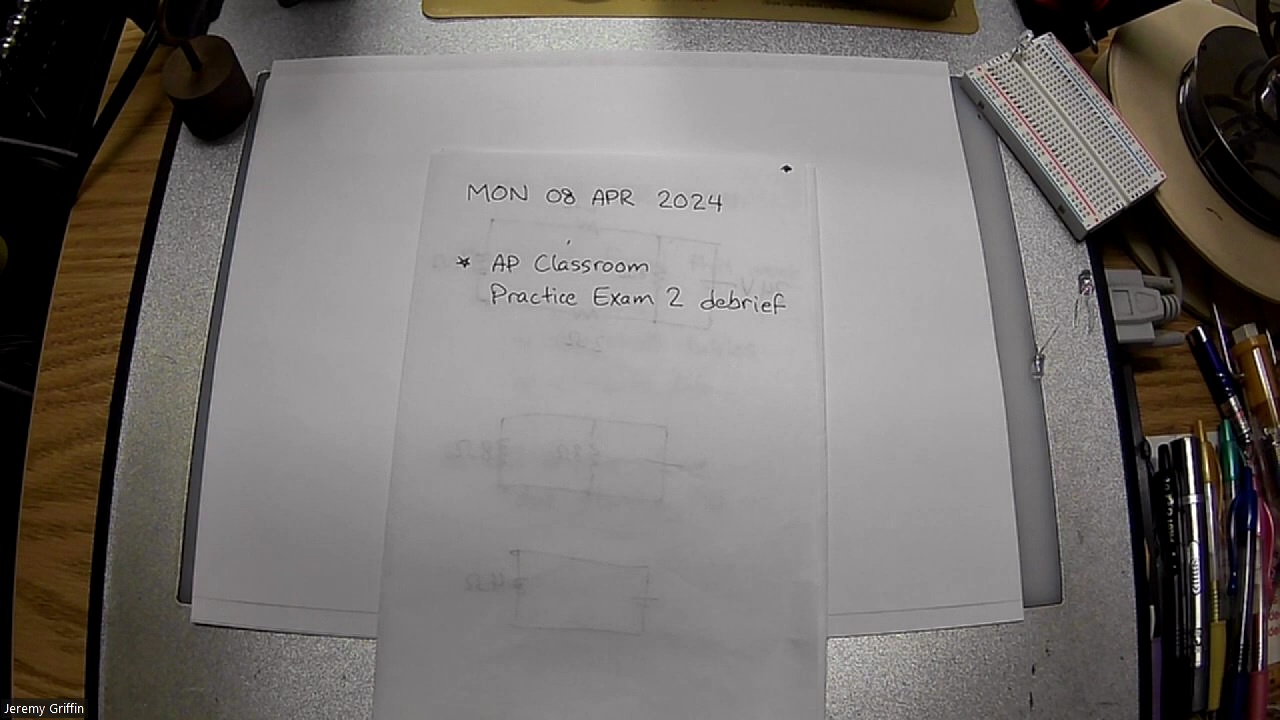 MON 08 APR 2024
* AP Classroom
Practice Exam 2 debrief
Jeremy Griffin